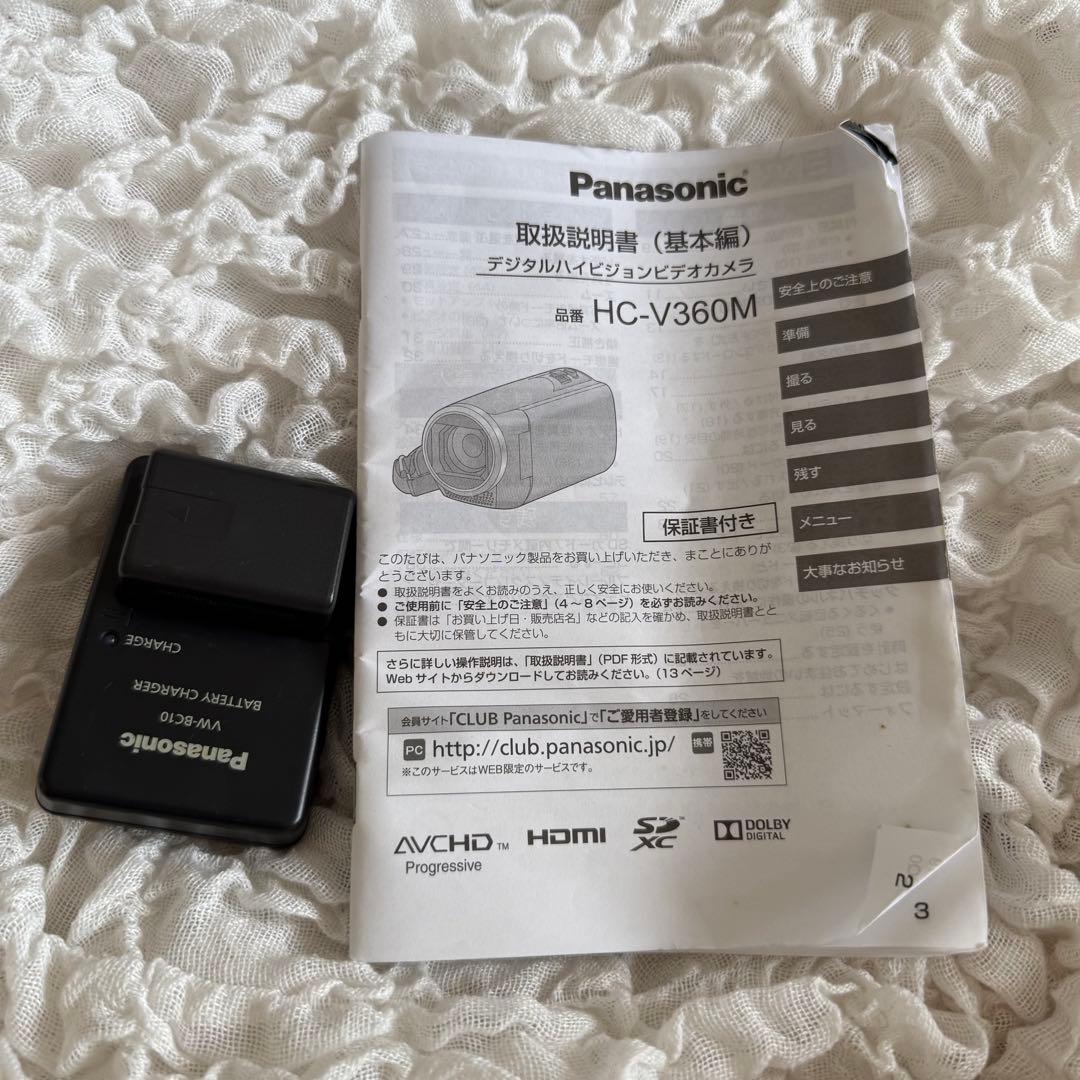 Panasonic
取扱説明書（基本編）
デジタルハイビジョンビデオカメラ
品番 HC-V360M
安全上のご注意
準備
撮る
見る
残す
メニュー
大事なお知らせ
保証書付き
このたびは、パナソニック製品をお買い上げいただき、まことにありが
とうございます。
● 取扱説明書をよくお読みのうえ、正しく安全にお使いください。
● ご使用前に「安全上のご注意」（4～8ページ）を必ずお読みください。
● 保証書は「お買い上げ日・販売店名」などの記入を確かめ、取扱説明書とと
もに大切に保管してください。
さらに詳しい操作説明は、「取扱説明書」（PDF 形式）に記載されています。
Web サイトからダウンロードしてお読みください。（13 ページ）
会員サイト「CLUB Panasonic」で「ご愛用者登録」をしてください
PC http://club.panasonic.jp/ 携帯
※このサービスはWEB限定のサービスです。
AVCHD™
Progressive
HDMI
SD
XC™
DOLBY
DIGITAL
2
3
CHARGE
BATTERY CHARGER
VW-BC10
Panasonic